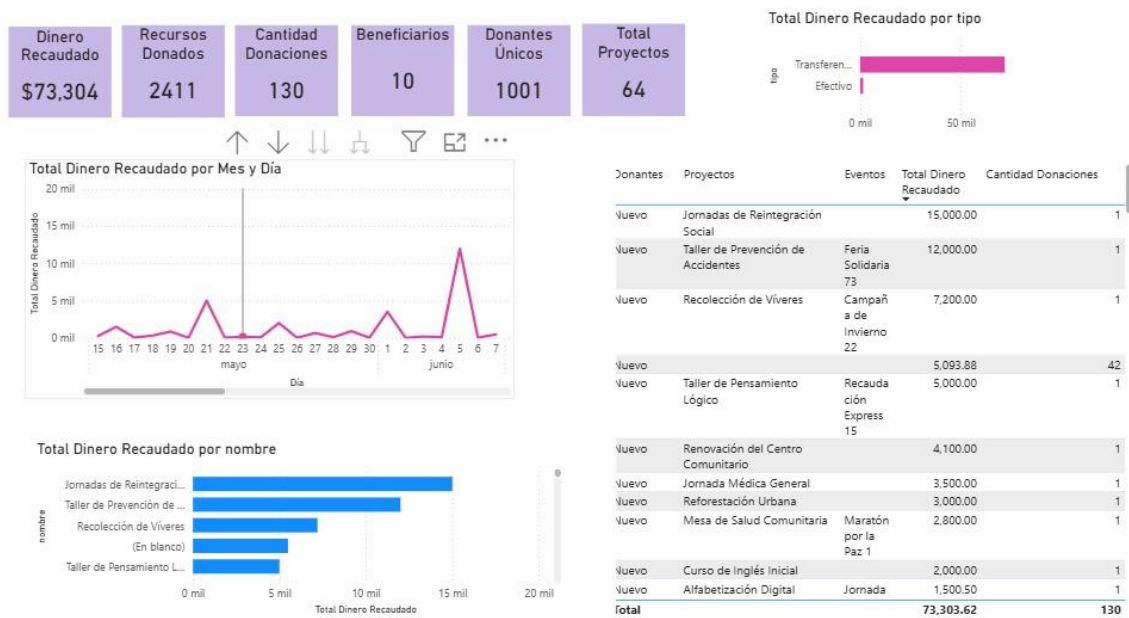 Dinero
Recaudado
$73,304
Recursos
Donados
2411
Cantidad
Donaciones
130
Beneficiarios
10
Donantes
Únicos
1001
Total
Proyectos
64
Total Dinero Recaudado por tipo
tipo
Transferen...
Efectivo
0 mil
50 mil
Total Dinero Recaudado por Mes y Día
Total Dinero Recaudado
20 mil
15 mil
10 mil
5 mil
0 mil
15 16 17 18 19 20 21 22 23 24 25 26 27 28 29 30 1 2 3 4 5 6 7
mayo junio
Día
Total Dinero Recaudado por nombre
nombre
Jornadas de Reintegraci...
Taller de Prevención de ...
Recolección de Víveres
(En blanco)
Taller de Pensamiento L...
0 mil 5 mil 10 mil 15 mil 20 mil
Total Dinero Recaudado
Donantes Proyectos Eventos Total Dinero Cantidad Donaciones
Recaudado
Nuevo Jornadas de Reintegración 15,000.00 1
Social
Nuevo Taller de Prevención de Feria 12,000.00 1
Accidentes Solidaria
73
Nuevo Recolección de Víveres Campañ 7,200.00 1
a de
Invierno
22
Nuevo 5,093.88 42
Nuevo Taller de Pensamiento Recauda 5,000.00 1
Lógico ción
Express
15
Nuevo Renovación del Centro 4,100.00 1
Comunitario
Nuevo Jornada Médica General 3,500.00 1
Nuevo Reforestación Urbana 3,000.00 1
Nuevo Mesa de Salud Comunitaria Maratón 2,800.00 1
por la
Paz 1
Nuevo Curso de Inglés Inicial 2,000.00 1
Nuevo Alfabetización Digital Jornada 1,500.50 1
Total 73,303.62 130